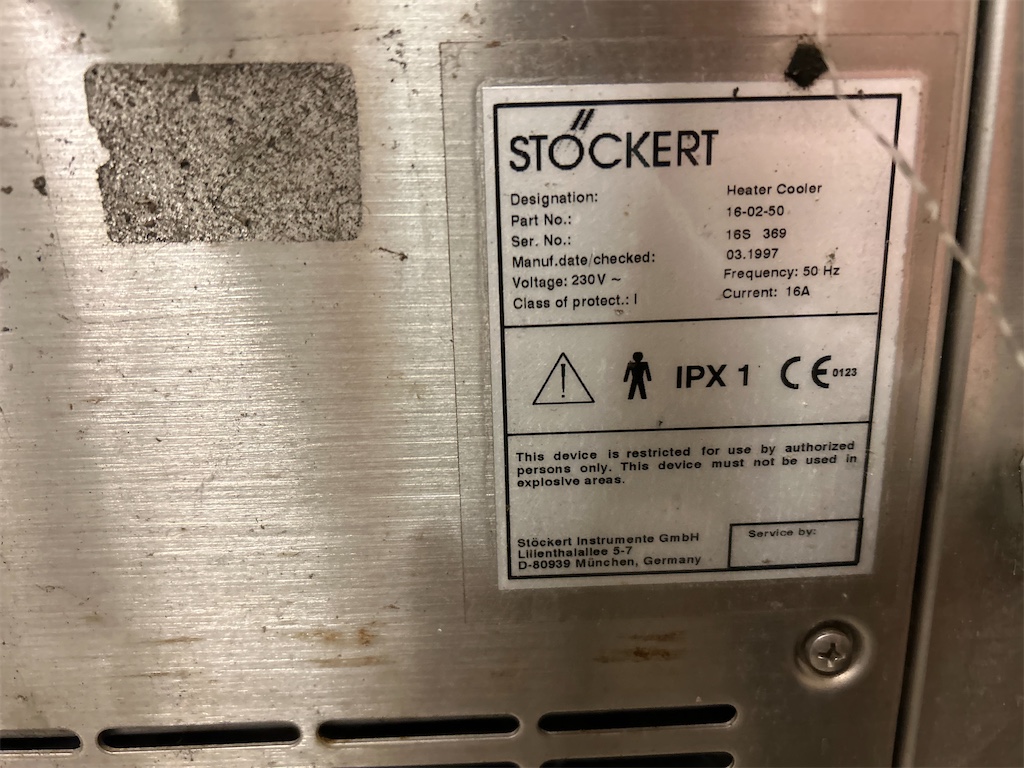 STÖCKERT
Designation: Heater Cooler
Part No.: 16-02-50
Ser. No.: 16S 369
Manuf.date/checked: 03.1997
Voltage: 230V ~ Frequency: 50 Hz
Class of protect.: I Current: 16A
IPX 1 CE 0123
This device is restricted for use by authorized
persons only. This device must not be used in
explosive areas.
Stöckert Instrumente GmbH
Lilienthalallee 5-7
D-80939 München, Germany
Service by: